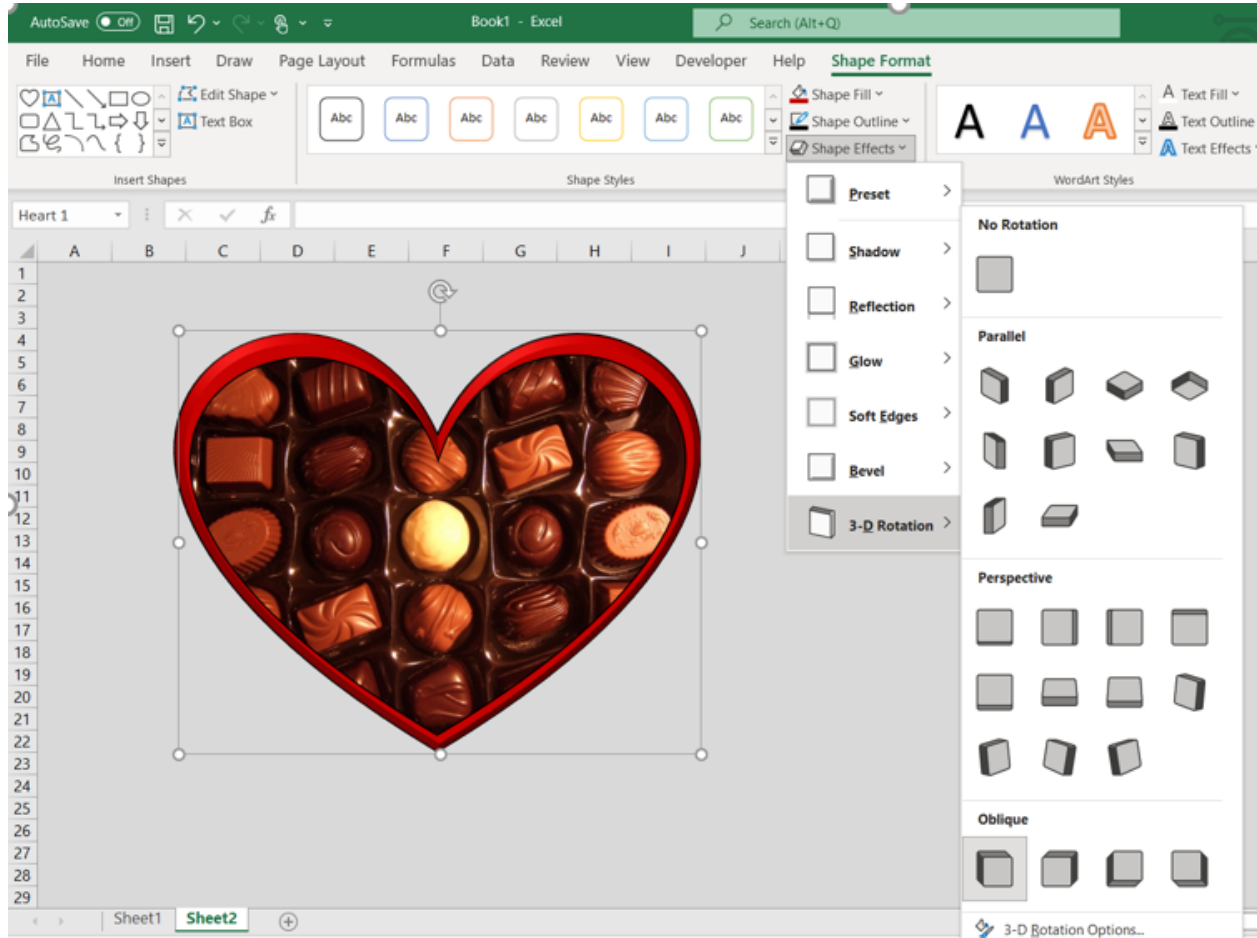 AutoSave Off Book1 - Excel Search (Alt+Q)
File Home Insert Draw Page Layout Formulas Data Review View Developer Help Shape Format
Edit Shape
Text Box
Insert Shapes
Abc Abc Abc Abc Abc Abc Abc
Shape Styles
Shape Fill
Shape Outline
Shape Effects
A A A
WordArt Styles
Text Fill
Text Outline
Text Effects
Heart 1 fx
A B C D E F G H I J
1
2
3
4
5
6
7
8
9
10
11
12
13
14
15
16
17
18
19
20
21
22
23
24
25
26
27
28
29
Preset
Shadow
Reflection
Glow
Soft Edges
Bevel
3-D Rotation
No Rotation
Parallel
Perspective
Oblique
3-D Rotation Options...
Sheet1 Sheet2